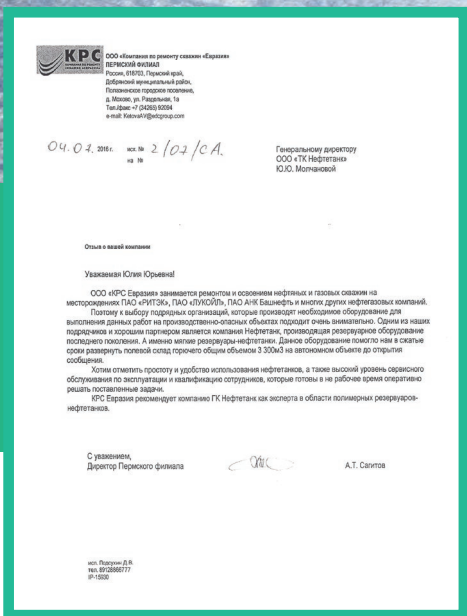 КРС
ООО «Компания по ремонту скважин «Евразия»
ПЕРМСКИЙ ФИЛИАЛ
Россия, 618703, Пермский край,
Добрянский муниципальный район,
Полазненское городское поселение,
д. Мохово, ул. Раздельная, 1а
Тел./факс +7 (34265) 92094
e-mail: KotovaAV@edcgroup.com
04.07. 2016 г. исх. № 2/07/СА.
на №
Генеральному директору
ООО «ТК Нефтетанк»
Ю.Ю. Молчановой
Отзыв о вашей компании
Уважаемая Юлия Юрьевна!
ООО «КРС Евразия» занимается ремонтом и освоением нефтяных и газовых скважин на
месторождениях ПАО «РИТЭК», ПАО «ЛУКОЙЛ», ПАО АНК Башнефть и многих других нефтегазовых компаний.
Поэтому к выбору подрядных организаций, которые производят необходимое оборудование для
выполнения данных работ на производственно-опасных объектах подходит очень внимательно. Одним из наших
подрядчиков и хорошим партнером является компания Нефтетанк, производящая резервуарное оборудование
последнего поколения. А именно мягкие резервуары-нефтетанки. Данное оборудование помогло нам в сжатые
сроки развернуть полевой склад горючего общим объемом 3 300м3 на автономном объекте до открытия
сообщения.
Хотим отметить простоту и удобство использования нефтетанков, а также высокий уровень сервисного
обслуживания по эксплуатации и квалификацию сотрудников, которые готовы в не рабочее время оперативно
решать поставленные задачи.
КРС Евразия рекомендует компанию ГК Нефтетанк как эксперта в области полимерных резервуаров-
нефтетанков.
С уважением,
Директор Пермского филиала
А.Т. Сагитов
исп. Подсухин Д.В.
тел. 89126666777
IP-15930